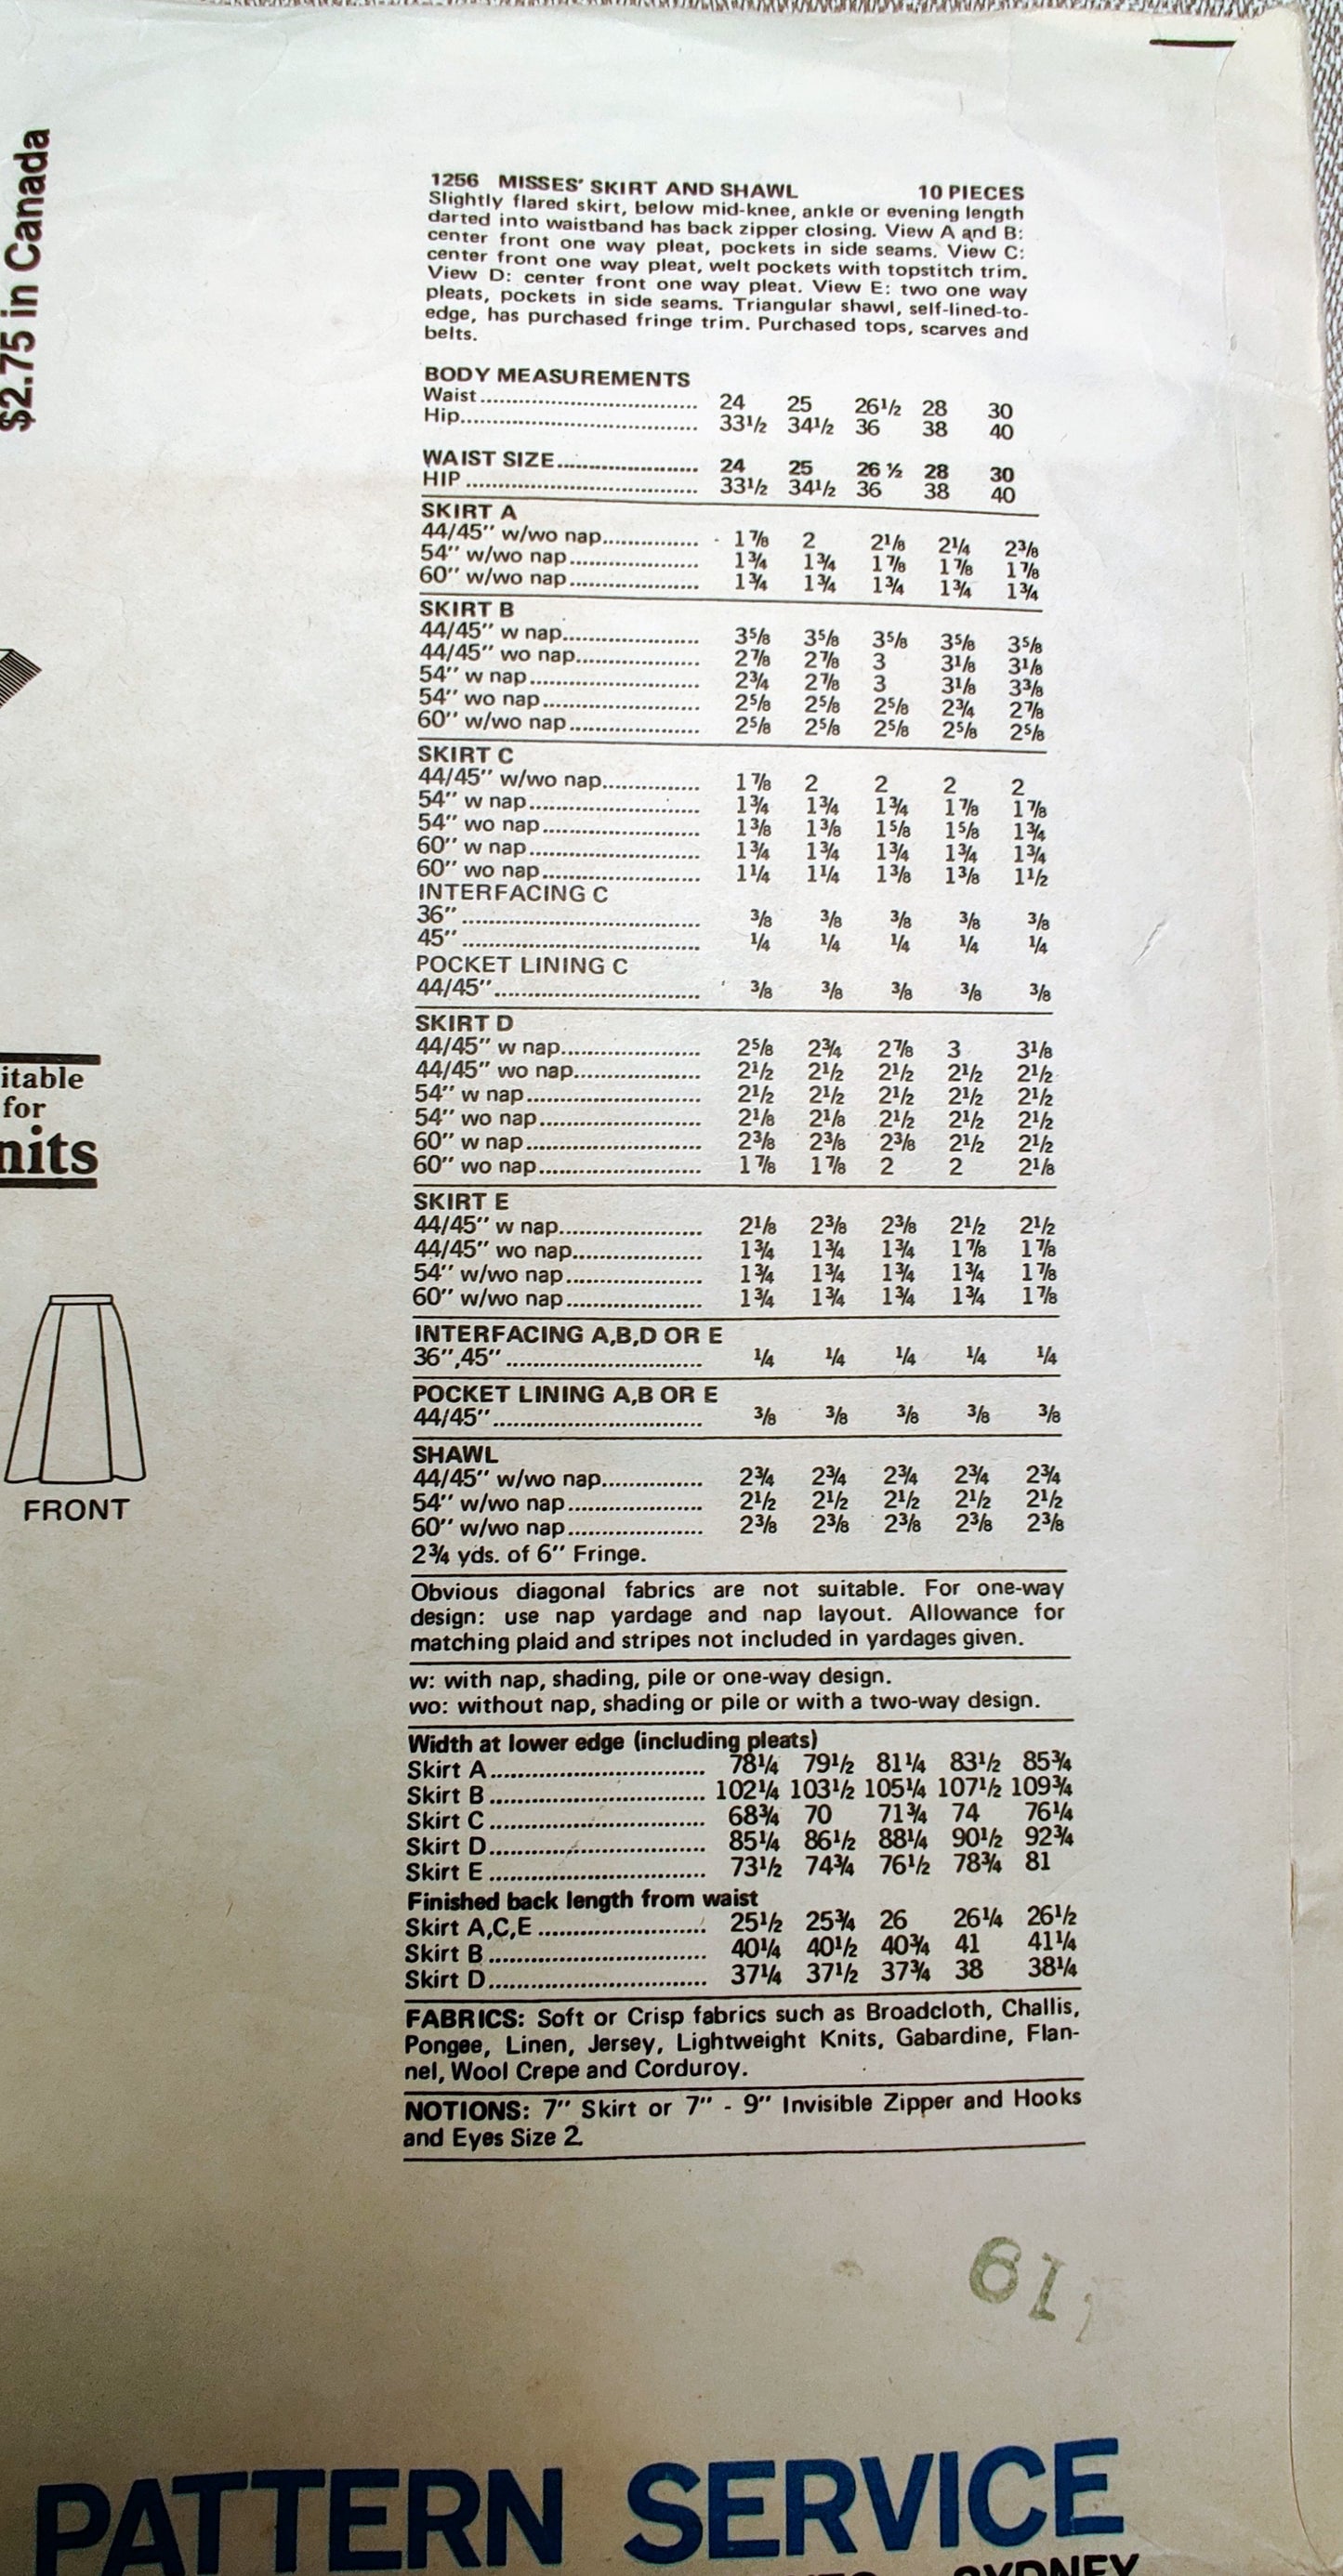 $2.75 in Canada
1256 MISSES' SKIRT AND SHAWL 10 PIECES
Slightly flared skirt, below mid-knee, ankle or evening length
darted into waistband has back zipper closing. View A and B:
center front one way pleat, pockets in side seams. View C:
center front one way pleat, welt pockets with topstitch trim.
View D: center front one way pleat. View E: two one way
pleats, pockets in side seams. Triangular shawl, self-lined-to-
edge, has purchased fringe trim. Purchased tops, scarves and
belts.
BODY MEASUREMENTS
Waist 24 25 26½ 28 30
Hip 33½ 34½ 36 38 40
WAIST SIZE 24 25 26 ½ 28 30
HIP 33½ 34½ 36 38 40
SKIRT A
44/45" w/wo nap 1⅞ 2 2⅛ 2¼ 2⅜
54" w/wo nap 1¾ 1¾ 1⅞ 1⅞ 1⅞
60" w/wo nap 1¾ 1¾ 1¾ 1¾ 1¾
SKIRT B
44/45" w nap 3⅝ 3⅝ 3⅝ 3⅝ 3⅝
44/45" wo nap 2⅞ 2⅞ 3 3⅛ 3⅛
54" w nap 2¾ 2⅞ 3 3⅛ 3⅜
54" wo nap 2⅝ 2⅝ 2⅝ 2¾ 2⅞
60" w/wo nap 2⅝ 2⅝ 2⅝ 2⅝ 2⅝
SKIRT C
44/45" w/wo nap 1⅞ 2 2 2 2
54" w nap 1¾ 1¾ 1¾ 1⅞ 1⅞
54" wo nap 1⅜ 1⅜ 1⅝ 1⅝ 1¾
60" w nap 1¾ 1¾ 1¾ 1¾ 1¾
60" wo nap 1¼ 1¼ 1⅜ 1⅜ 1½
INTERFACING C
36" ⅜ ⅜ ⅜ ⅜ ⅜
45" ¼ ¼ ¼ ¼ ¼
POCKET LINING C
44/45" ⅜ ⅜ ⅜ ⅜ ⅜
SKIRT D
44/45" w nap 2⅝ 2¾ 2⅞ 3 3⅛
44/45" wo nap 2½ 2½ 2½ 2½ 2½
54" w nap 2½ 2½ 2½ 2½ 2½
54" wo nap 2⅛ 2⅛ 2½ 2½ 2½
60" w nap 2⅜ 2⅜ 2⅜ 2½ 2½
60" wo nap 1⅞ 1⅞ 2 2 2⅛
SKIRT E
44/45" w nap 2⅛ 2⅜ 2⅜ 2½ 2½
44/45" wo nap 1¾ 1¾ 1¾ 1⅞ 1⅞
54" w/wo nap 1¾ 1¾ 1¾ 1¾ 1⅞
60" w/wo nap 1¾ 1¾ 1¾ 1¾ 1⅞
INTERFACING A,B,D OR E
36",45" ¼ ¼ ¼ ¼ ¼
POCKET LINING A,B OR E
44/45" ⅜ ⅜ ⅜ ⅜ ⅜
SHAWL
44/45" w/wo nap 2¾ 2¾ 2¾ 2¾ 2¾
54" w/wo nap 2½ 2½ 2½ 2½ 2½
60" w/wo nap 2⅜ 2⅜ 2⅜ 2⅜ 2⅜
2¾ yds. of 6" Fringe.
Obvious diagonal fabrics are not suitable. For one-way
design: use nap yardage and nap layout. Allowance for
matching plaid and stripes not included in yardages given.
w: with nap, shading, pile or one-way design.
wo: without nap, shading or pile or with a two-way design.
Width at lower edge (including pleats)
Skirt A 78¼ 79½ 81¼ 83½ 85¾
Skirt B 102¼ 103½ 105¼ 107½ 109¾
Skirt C 68¾ 70 71¾ 74 76¼
Skirt D 85¼ 86½ 88¼ 90½ 92¾
Skirt E 73½ 74¾ 76½ 78¾ 81
Finished back length from waist
Skirt A,C,E 25½ 25¾ 26 26¼ 26½
Skirt B 40¼ 40½ 40¾ 41 41¼
Skirt D 37¼ 37½ 37¾ 38 38¼
FABRICS: Soft or Crisp fabrics such as Broadcloth, Challis,
Pongee, Linen, Jersey, Lightweight Knits, Gabardine, Flan-
nel, Wool Crepe and Corduroy.
NOTIONS: 7" Skirt or 7" - 9" Invisible Zipper and Hooks
and Eyes Size 2.
itable
for
nits
FRONT
PATTERN SERVICE
SYDNEY